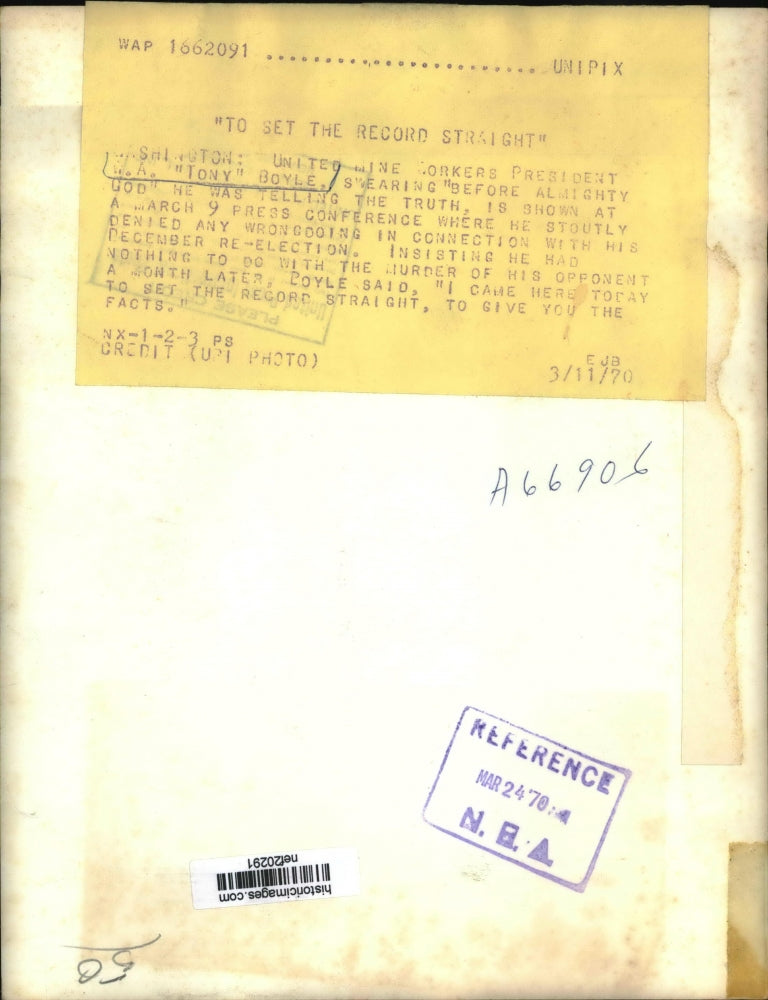 WAP 1662091 ........................ UNIPIX
"TO SET THE RECORD STRAIGHT"
WASHINGTON: UNITED MINE WORKERS PRESIDENT
W.A. "TONY" BOYLE, SWEARING "BEFORE ALMIGHTY
GOD" HE WAS TELLING THE TRUTH, IS SHOWN AT
A MARCH 9 PRESS CONFERENCE WHERE HE STOUTLY
DENIED ANY WRONGDOING IN CONNECTION WITH HIS
DECEMBER RE-ELECTION. INSISTING HE HAD
NOTHING TO DO WITH THE MURDER OF HIS OPPONENT
A MONTH LATER, BOYLE SAID, "I CAME HERE TODAY
TO SET THE RECORD STRAIGHT, TO GIVE YOU THE
FACTS."
PLEASE
NX-1-2-3 PS
EJB
CREDIT (UPI PHOTO)
3/11/70
A66906
REFERENCE
MAR 24 '70
N.E.A.
historicimages.com
nef20291
50